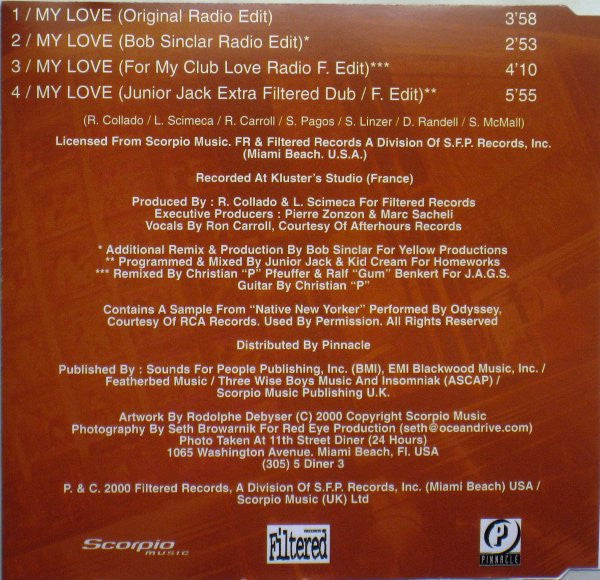 1 / MY LOVE (Original Radio Edit) 3'58
2 / MY LOVE (Bob Sinclar Radio Edit)* 2'53
3 / MY LOVE (For My Club Love Radio F. Edit)*** 4'10
4 / MY LOVE (Junior Jack Extra Filtered Dub / F. Edit)** 5'55
(R. Collado / L. Scimeca / R. Carroll / S. Pagos / S. Linzer / D. Randell / S. McMall)
Licensed From Scorpio Music. FR & Filtered Records A Division Of S.F.P. Records, Inc.
(Miami Beach. U.S.A.)
Recorded At Kluster's Studio (France)
Produced By : R. Collado & L. Scimeca For Filtered Records
Executive Producers : Pierre Zonzon & Marc Sacheli
Vocals By Ron Carroll, Courtesy Of Afterhours Records
* Additional Remix & Production By Bob Sinclar For Yellow Productions
** Programmed & Mixed By Junior Jack & Kid Cream For Homeworks
*** Remixed By Christian "P" Pfeuffer & Ralf "Gum" Benkert For J.A.G.S.
Guitar By Christian "P"
Contains A Sample From "Native New Yorker" Performed By Odyssey,
Courtesy Of RCA Records. Used By Permission. All Rights Reserved
Distributed By Pinnacle
Published By : Sounds For People Publishing, Inc. (BMI), EMI Blackwood Music, Inc. /
Featherbed Music / Three Wise Boys Music And Insomniak (ASCAP) /
Scorpio Music Publishing U.K.
Artwork By Rodolphe Debyser (C) 2000 Copyright Scorpio Music
Photography By Seth Browarnik For Red Eye Production (seth@oceandrive.com)
Photo Taken At 11th Street Diner (24 Hours)
1065 Washington Avenue. Miami Beach, Fl. USA
(305) 5 Diner 3
P. & C. 2000 Filtered Records, A Division Of S.F.P. Records, Inc. (Miami Beach) USA /
Scorpio Music (UK) Ltd
Scorpio
MUSIC
Filtered
P
PINNACLE